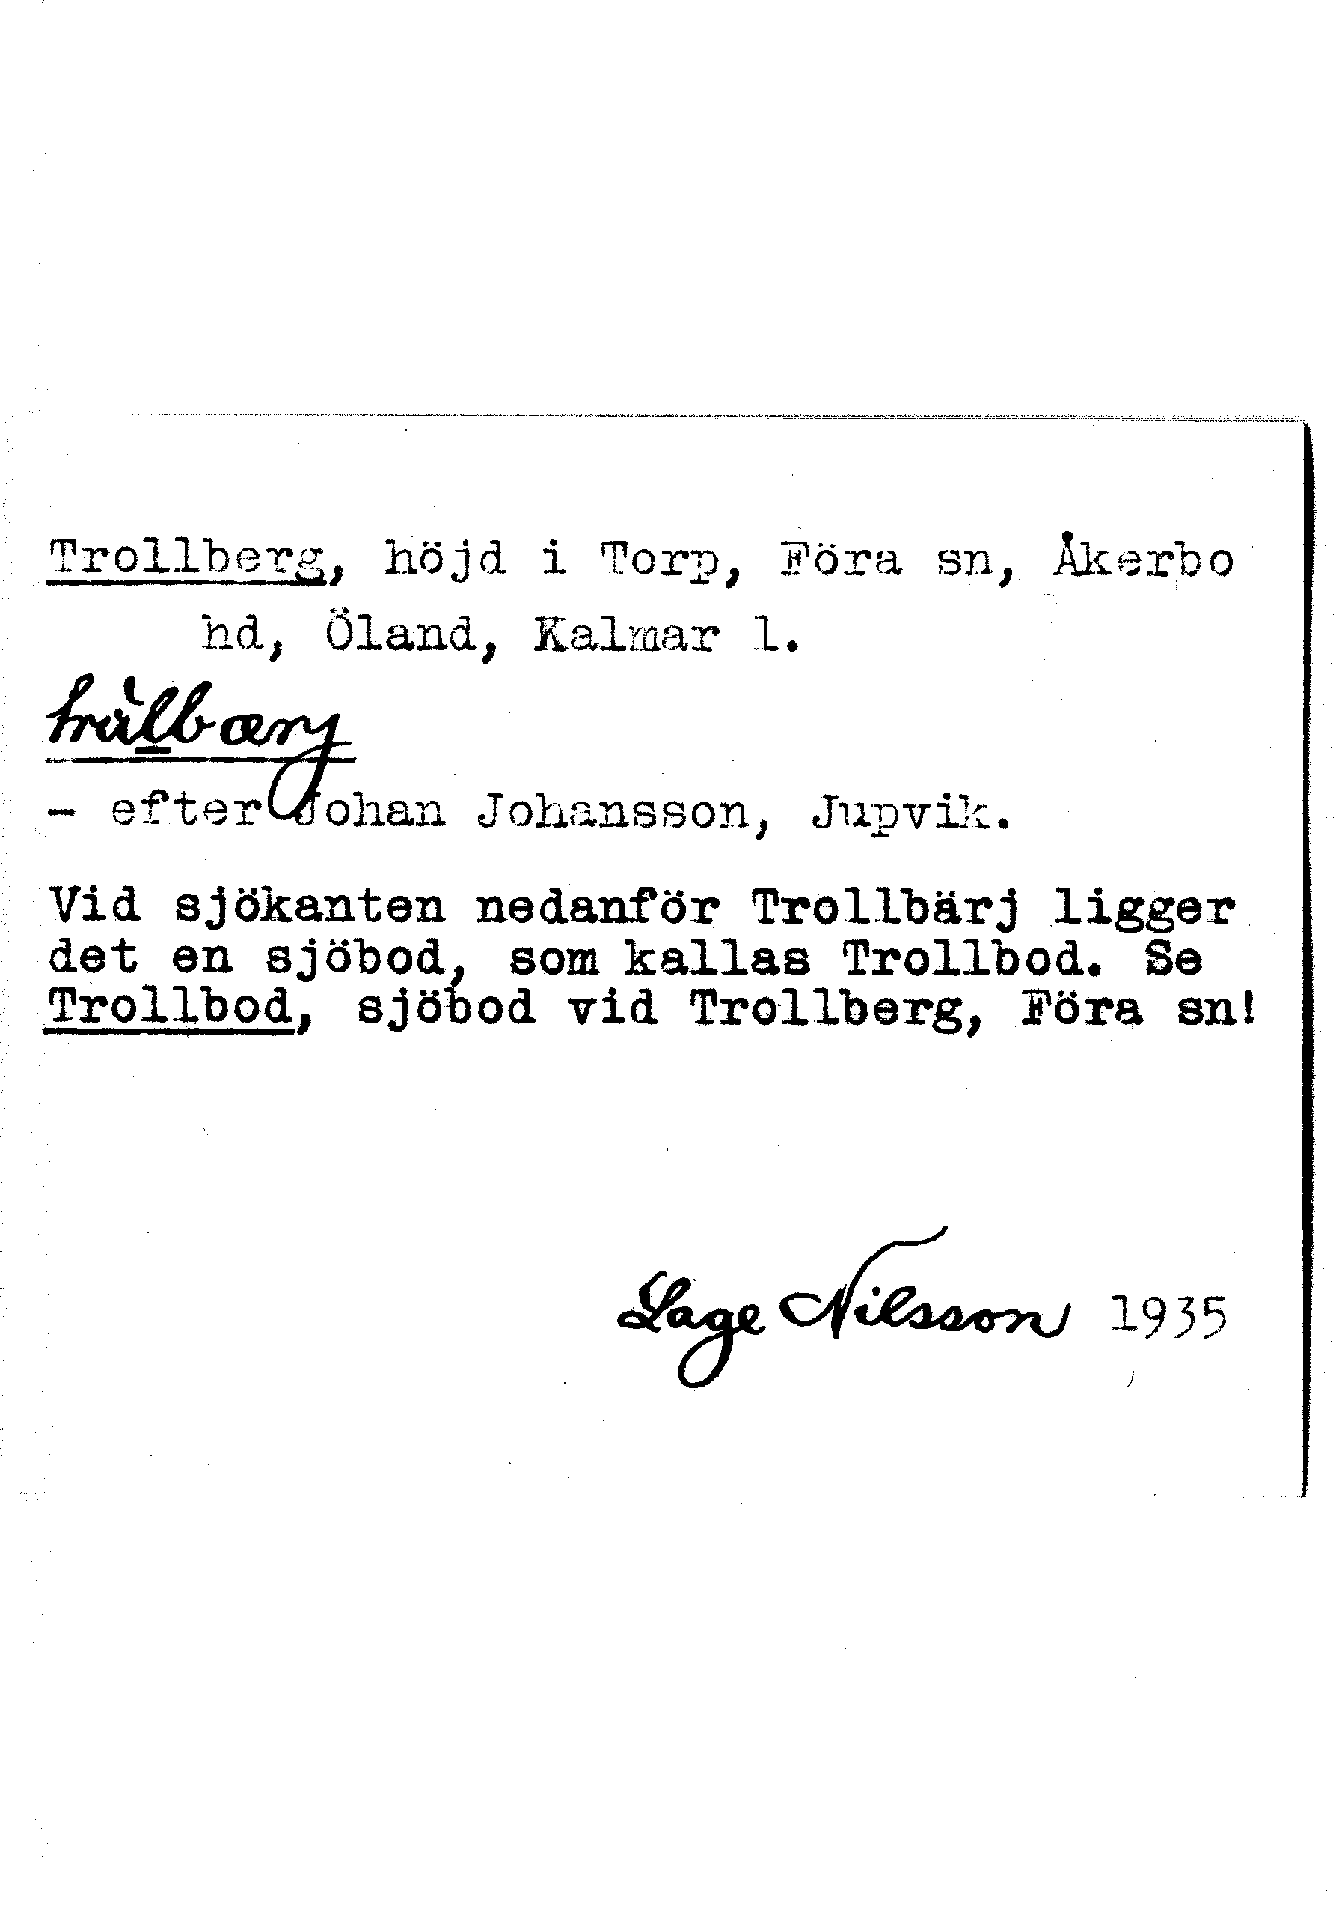 Trollberg, höjd i Torp, Föra sn, Åkerbo
hd, Öland, Kalmar l.
- efter Johan Johansson, Jupvik.
Vid sjökanten nedanför Trollbärj ligger
det en sjöbod, som kallas Trollbod. Se
Trollbod, sjöbod vid Trollberg, Föra sn!
Lage Nilsson 1935